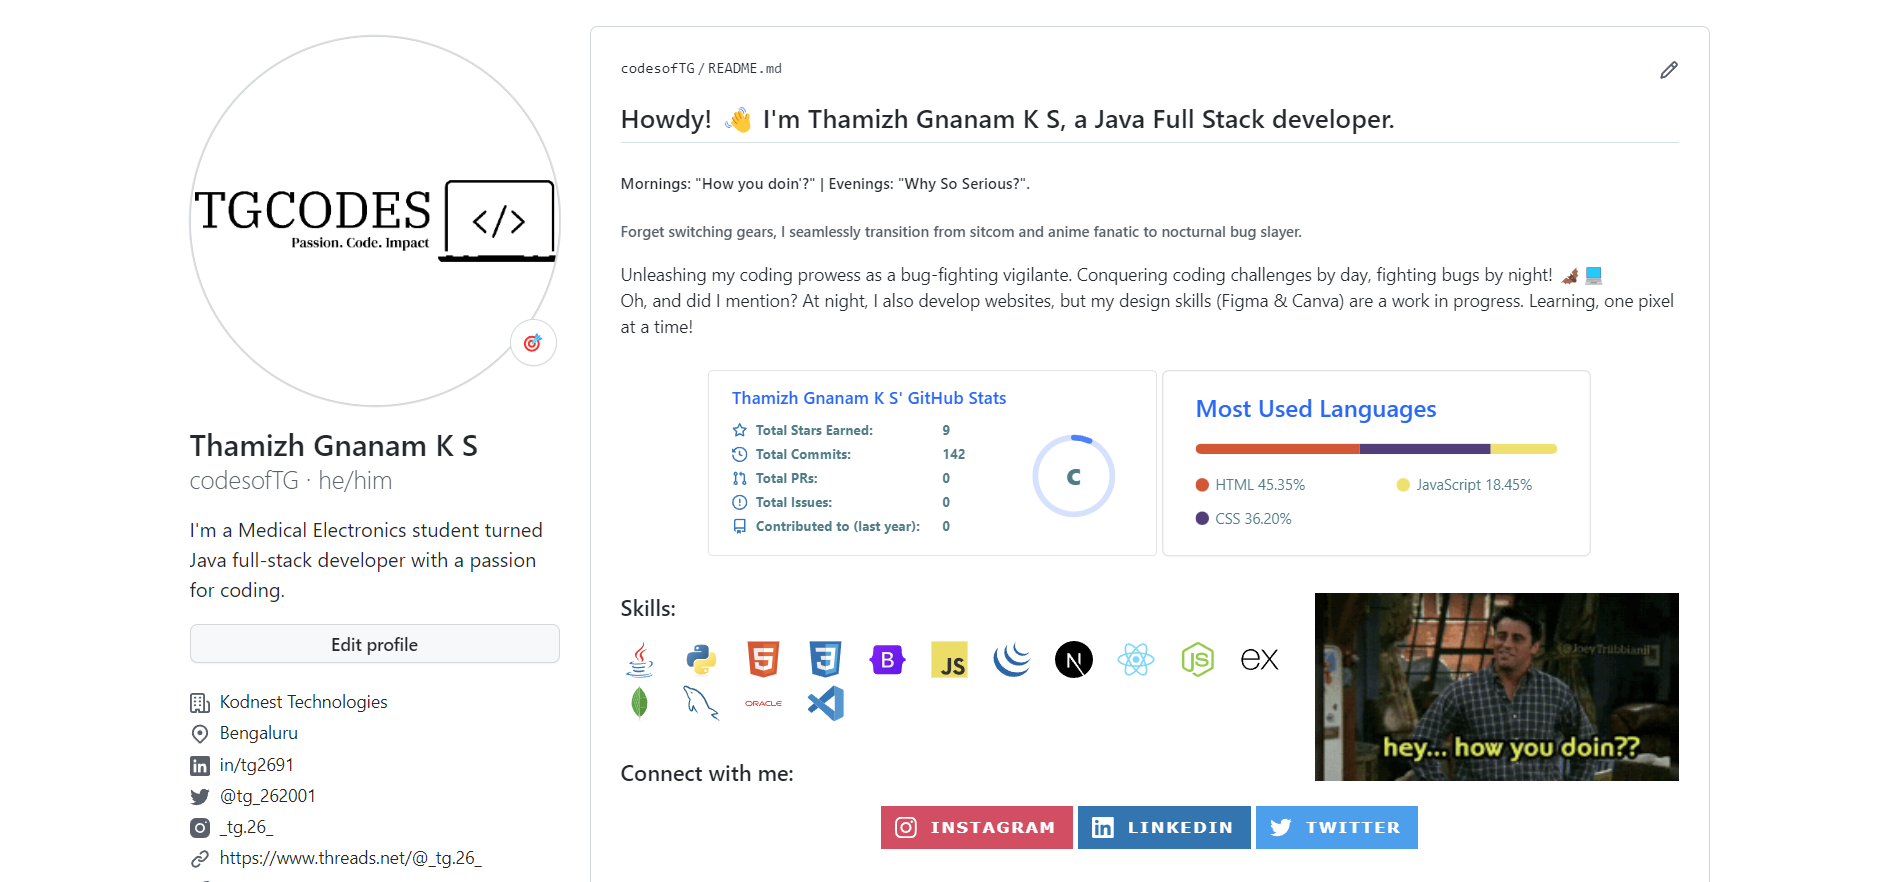 TGCODES
Passion. Code. Impact
</>
Thamizh Gnanam K S
codesofTG · he/him
I'm a Medical Electronics student turned
Java full-stack developer with a passion
for coding.
Edit profile
Kodnest Technologies
Bengaluru
in/tg2691
@tg_262001
_tg.26_
https://www.threads.net/@_tg.26_
codesofTG / README.md
Howdy! 👋 I'm Thamizh Gnanam K S, a Java Full Stack developer.
Mornings: "How you doin'?" | Evenings: "Why So Serious?".
Forget switching gears, I seamlessly transition from sitcom and anime fanatic to nocturnal bug slayer.
Unleashing my coding prowess as a bug-fighting vigilante. Conquering coding challenges by day, fighting bugs by night! 🦇 💻
Oh, and did I mention? At night, I also develop websites, but my design skills (Figma & Canva) are a work in progress. Learning, one pixel
at a time!
Thamizh Gnanam K S' GitHub Stats
Total Stars Earned: 9
Total Commits: 142
Total PRs: 0
Total Issues: 0
Contributed to (last year): 0
C
Most Used Languages
HTML 45.35%
JavaScript 18.45%
CSS 36.20%
Skills:
5
3
B
JS
N
JS
ex
ORACLE
@JoeyTribbianii
hey... how you doin??
Connect with me:
INSTAGRAM
LINKEDIN
TWITTER